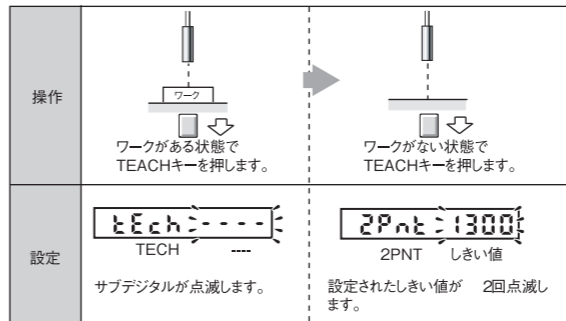 操作
ワーク
ワークがある状態で
TEACHキーを押します。
ワークがない状態で
TEACHキーを押します。
設定
tEch ----
TECH ----
サブデジタルが点滅します。
2Pnt 1300
2PNT しきい値
設定されたしきい値が 2回点滅し
ます。